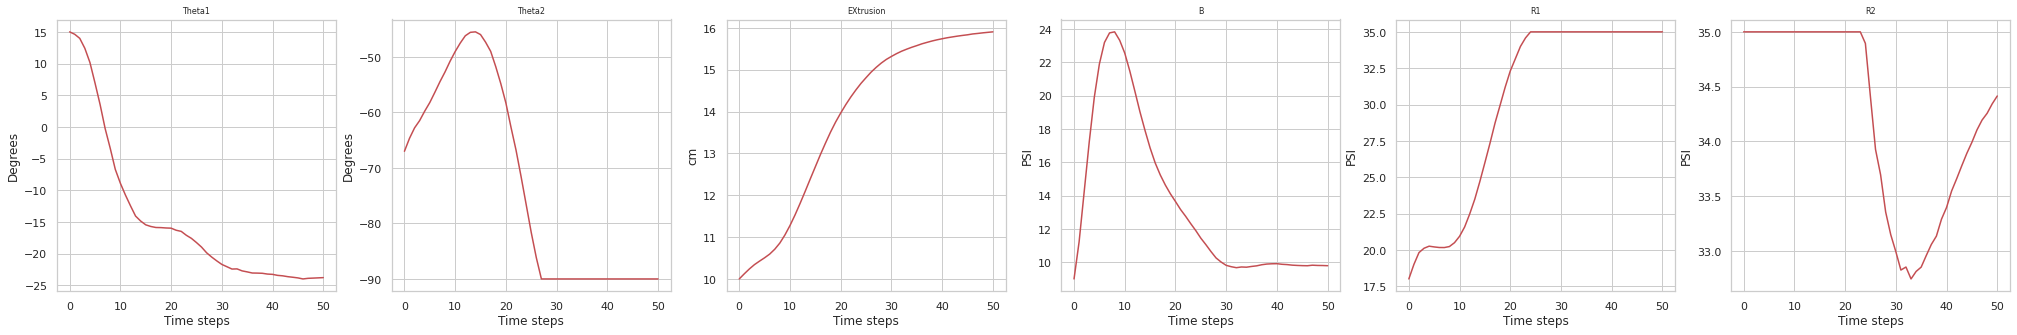 Theta1
Degrees
15
10
5
0
−5
−10
−15
−20
−25
0 10 20 30 40 50
Time steps
Theta2
Degrees
−50
−60
−70
−80
−90
0 10 20 30 40 50
Time steps
EXtrusion
cm
16
15
14
13
12
11
10
0 10 20 30 40 50
Time steps
B
PSI
24
22
20
18
16
14
12
10
0 10 20 30 40 50
Time steps
R1
PSI
35.0
32.5
30.0
27.5
25.0
22.5
20.0
17.5
0 10 20 30 40 50
Time steps
R2
PSI
35.0
34.5
34.0
33.5
33.0
0 10 20 30 40 50
Time steps